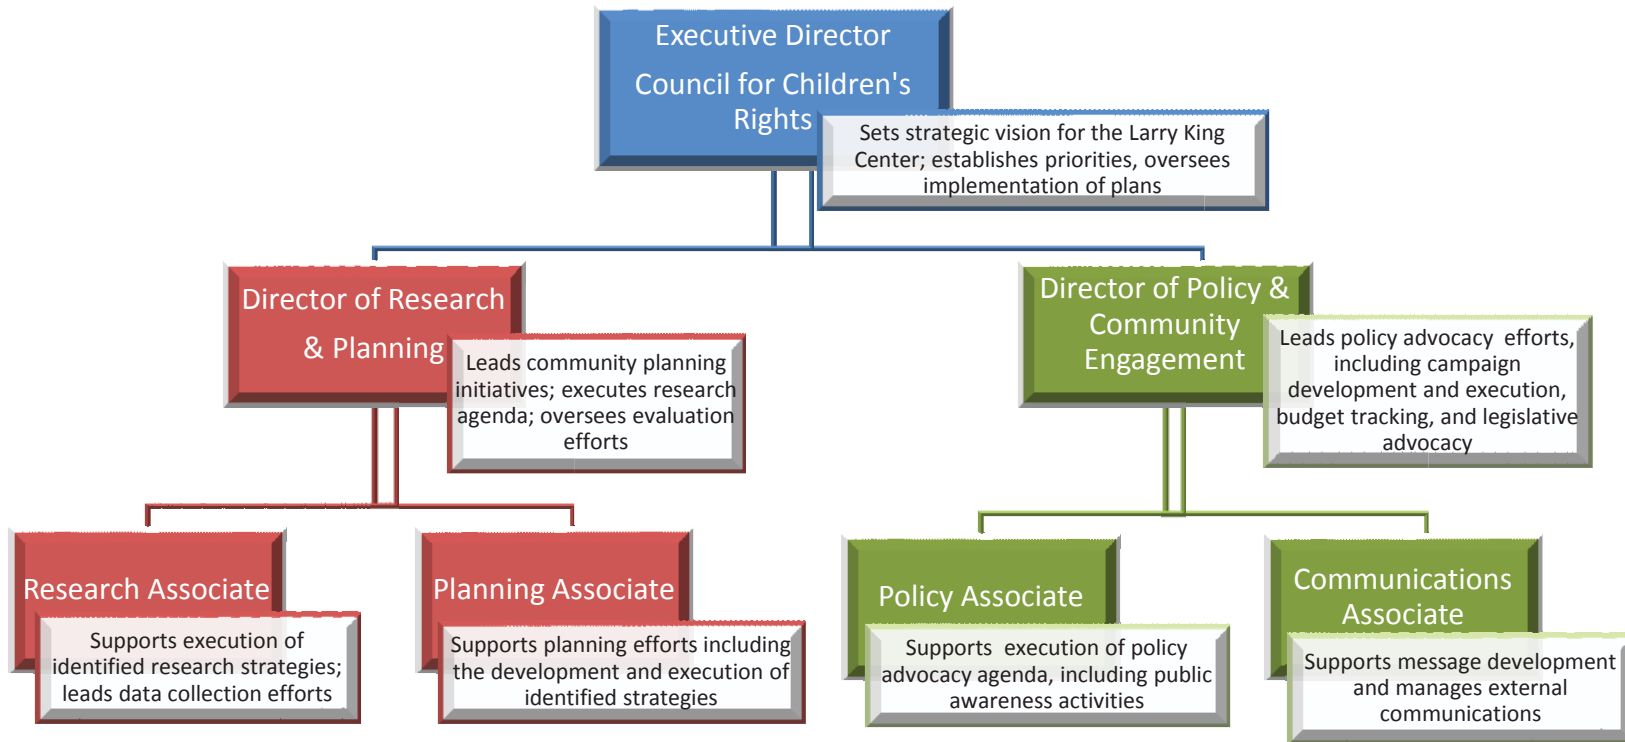 Executive Director
Council for Children's
Rights
Sets strategic vision for the Larry King
Center; establishes priorities, oversees
implementation of plans
Director of Research
& Planning
Leads community planning
initiatives; executes research
agenda; oversees evaluation
efforts
Director of Policy &
Community
Engagement
Leads policy advocacy efforts,
including campaign
development and execution,
budget tracking, and legislative
advocacy
Research Associate
Supports execution of
identified research strategies;
leads data collection efforts
Planning Associate
Supports planning efforts including
the development and execution of
identified strategies
Policy Associate
Supports execution of policy
advocacy agenda, including public
awareness activities
Communications
Associate
Supports message development
and manages external
communications